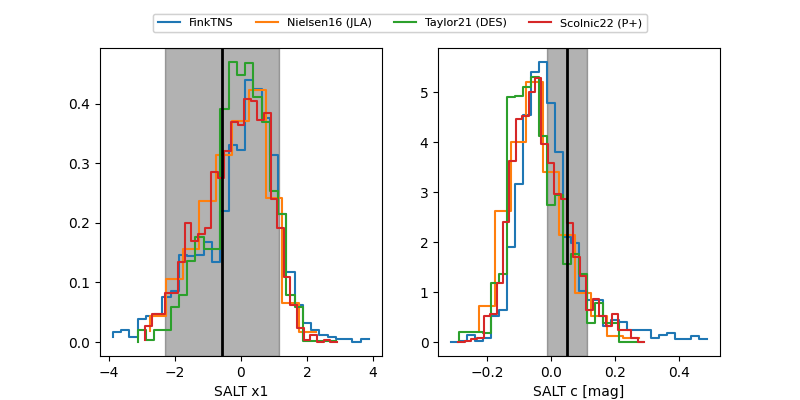 FinkTNS Nielsen16 (JLA) Taylor21 (DES) Scolnic22 (P+)
0.4
0.3
0.2
0.1
0.0
−4 −2 0 2 4
SALT x1
5
4
3
2
1
0
−0.2 0.0 0.2 0.4
SALT c [mag]